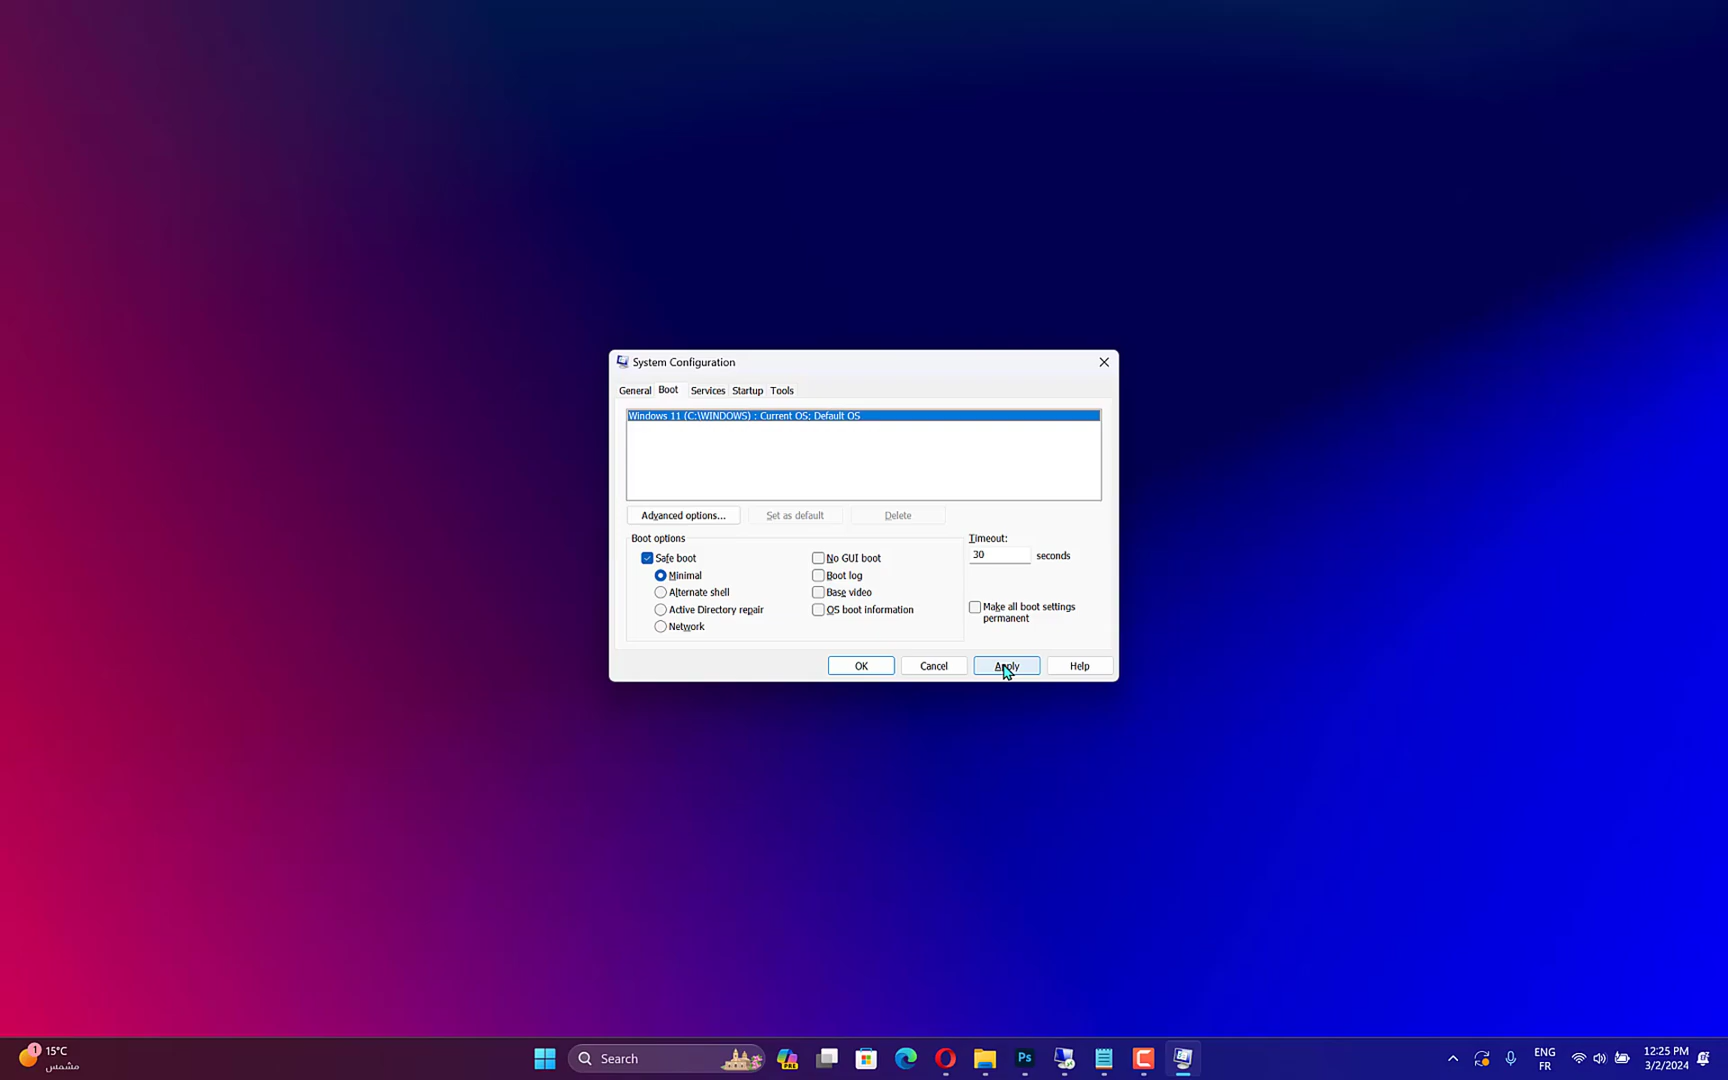 System Configuration
General Boot Services Startup Tools
Windows 11 (C:\WINDOWS) : Current OS; Default OS
Advanced options... Set as default Delete
Boot options
Timeout:
Safe boot
No GUI boot
30 seconds
Minimal
Boot log
Alternate shell
Base video
Active Directory repair
OS boot information
Make all boot settings
permanent
Network
OK Cancel Apply Help
1
15°C
مشمس
Search
PRE
Ps
ENG
FR
12:25 PM
3/2/2024